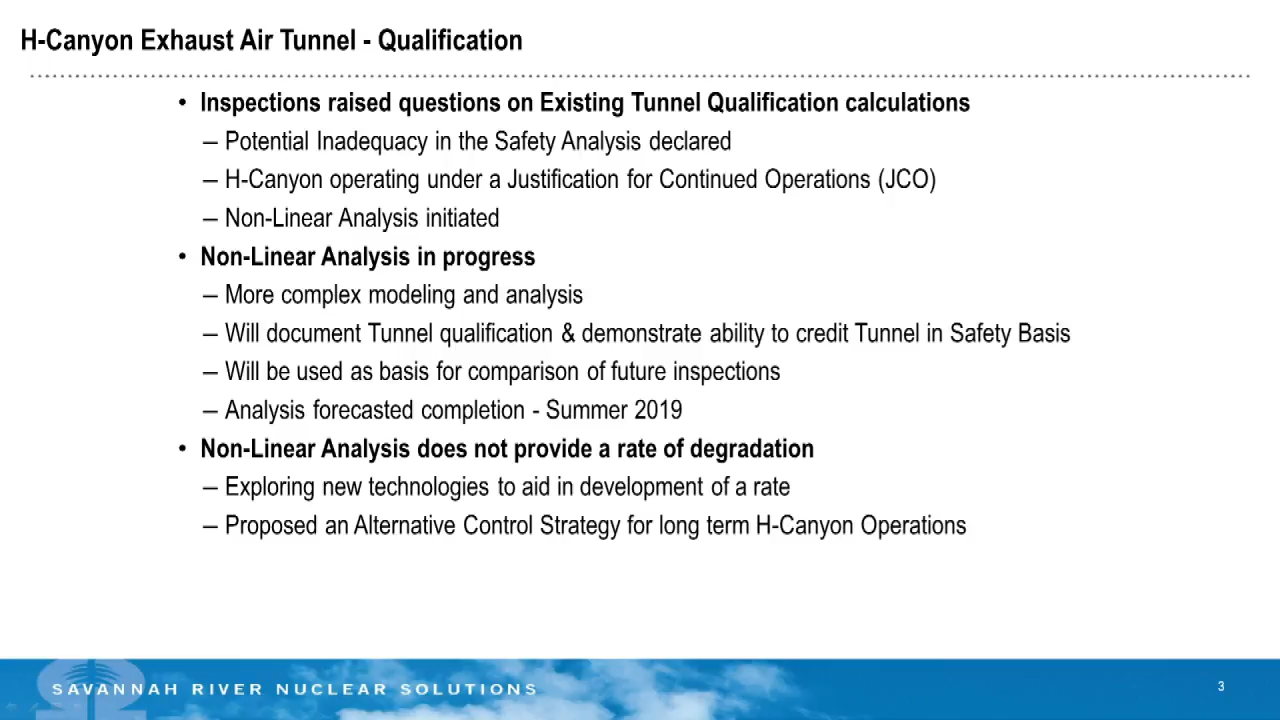 H-Canyon Exhaust Air Tunnel - Qualification
• Inspections raised questions on Existing Tunnel Qualification calculations
– Potential Inadequacy in the Safety Analysis declared
– H-Canyon operating under a Justification for Continued Operations (JCO)
– Non-Linear Analysis initiated
• Non-Linear Analysis in progress
– More complex modeling and analysis
– Will document Tunnel qualification & demonstrate ability to credit Tunnel in Safety Basis
– Will be used as basis for comparison of future inspections
– Analysis forecasted completion - Summer 2019
• Non-Linear Analysis does not provide a rate of degradation
– Exploring new technologies to aid in development of a rate
– Proposed an Alternative Control Strategy for long term H-Canyon Operations
SAVANNAH RIVER NUCLEAR SOLUTIONS
3